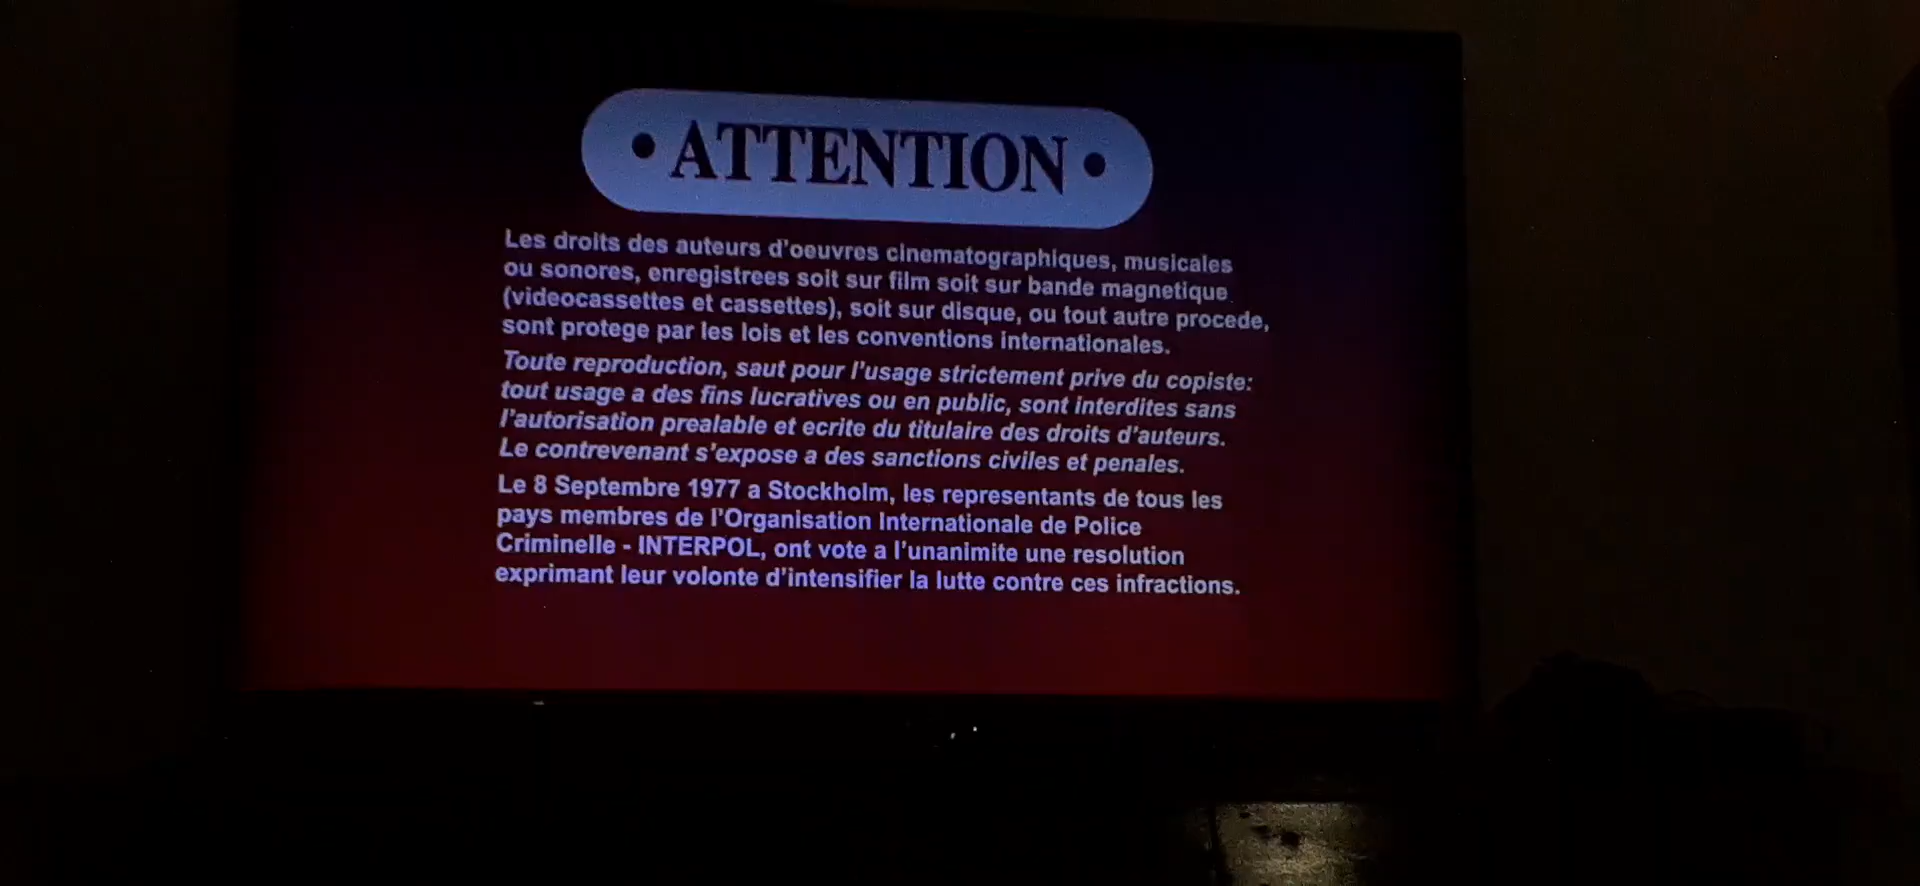 • ATTENTION •
Les droits des auteurs d'oeuvres cinematographiques, musicales
ou sonores, enregistrees soit sur film soit sur bande magnetique
(videocassettes et cassettes), soit sur disque, ou tout autre procede,
sont protege par les lois et les conventions internationales.
Toute reproduction, saut pour l'usage strictement prive du copiste:
tout usage a des fins lucratives ou en public, sont interdites sans
l'autorisation prealable et ecrite du titulaire des droits d'auteurs.
Le contrevenant s'expose a des sanctions civiles et penales.
Le 8 Septembre 1977 a Stockholm, les representants de tous les
pays membres de l'Organisation Internationale de Police
Criminelle - INTERPOL, ont vote a l'unanimite une resolution
exprimant leur volonte d'intensifier la lutte contre ces infractions.